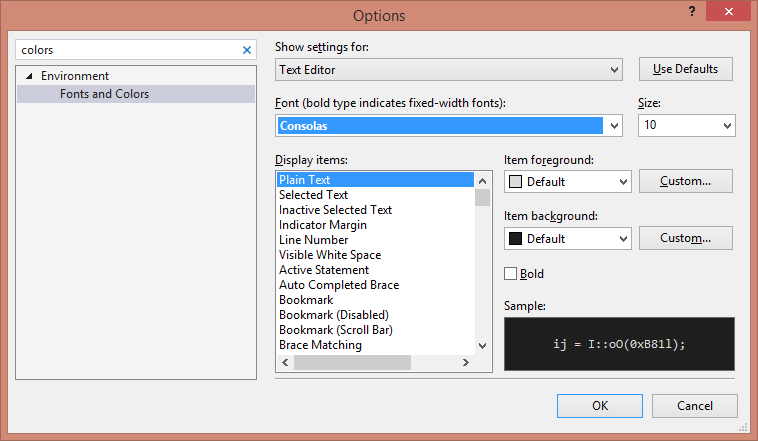 Options
?
colors
Environment
Fonts and Colors
Show settings for:
Text Editor
Use Defaults
Font (bold type indicates fixed-width fonts):
Size:
Consolas
10
Display items:
Plain Text
Selected Text
Inactive Selected Text
Indicator Margin
Line Number
Visible White Space
Active Statement
Auto Completed Brace
Bookmark
Bookmark (Disabled)
Bookmark (Scroll Bar)
Brace Matching
Item foreground:
Default
Custom...
Item background:
Default
Custom...
Bold
Sample:
ij = I::oO(0xB81l);
OK
Cancel